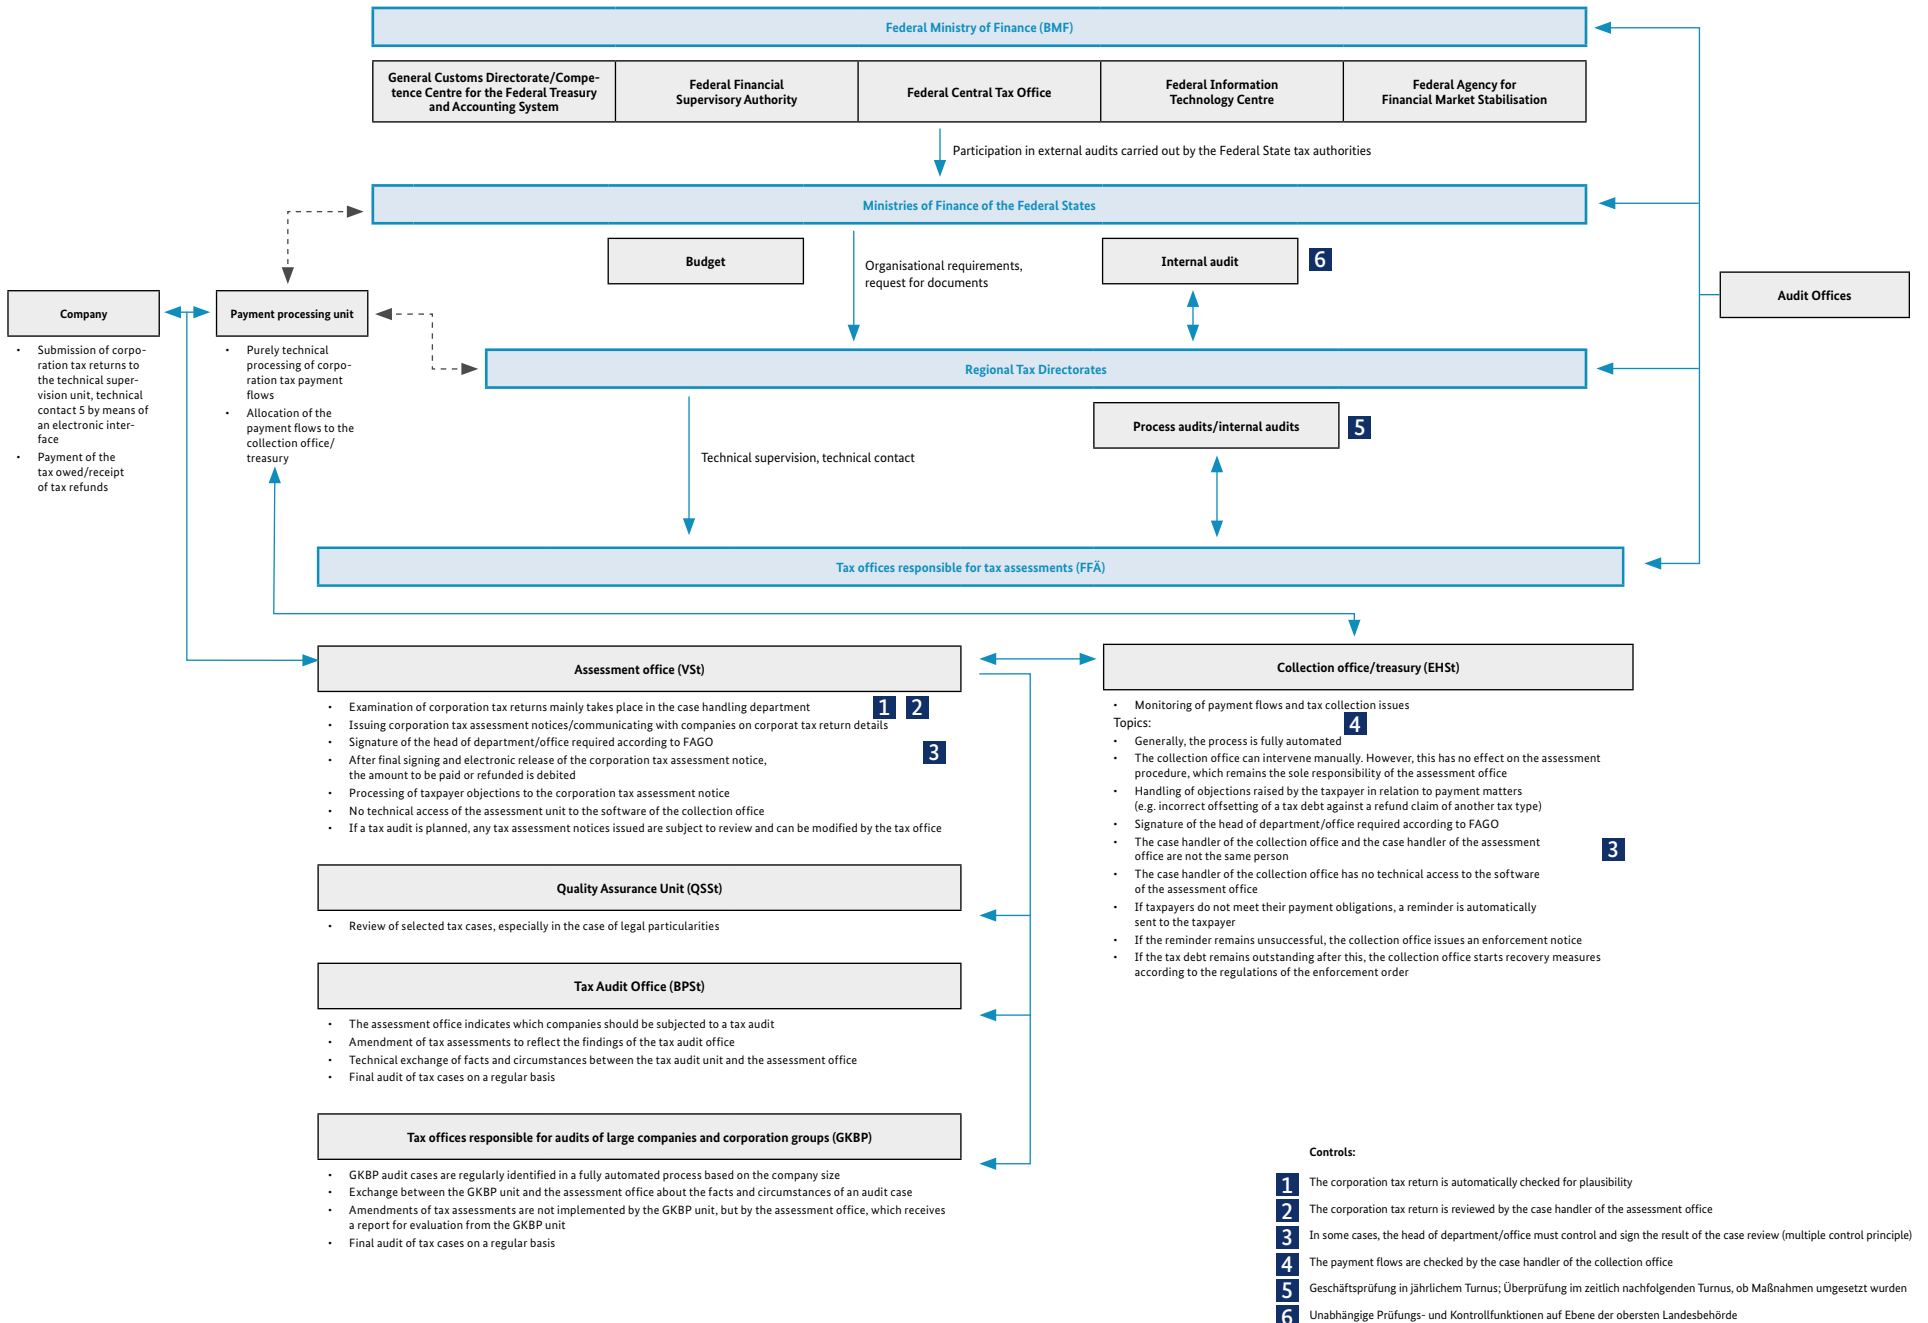 Federal Ministry of Finance (BMF)
General Customs Directorate/Compe-
tence Centre for the Federal Treasury
and Accounting System
Federal Financial
Supervisory Authority
Federal Central Tax Office
Federal Information
Technology Centre
Federal Agency for
Financial Market Stabilisation
Participation in external audits carried out by the Federal State tax authorities
Ministries of Finance of the Federal States
Budget
Organisational requirements,
request for documents
Internal audit
6
Audit Offices
Company
• Submission of corpo-
ration tax returns to
the technical super-
vision unit, technical
contact 5 by means of
an electronic inter-
face
• Payment of the
tax owed/receipt
of tax refunds
Payment processing unit
• Purely technical
processing of corpo-
ration tax payment
flows
• Allocation of the
payment flows to the
collection office/
treasury
Regional Tax Directorates
Process audits/internal audits
5
Technical supervision, technical contact
Tax offices responsible for tax assessments (FFÄ)
Assessment office (VSt)
• Examination of corporation tax returns mainly takes place in the case handling department
1 2
• Issuing corporation tax assessment notices/communicating with companies on corporat tax return details
• Signature of the head of department/office required according to FAGO
3
• After final signing and electronic release of the corporation tax assessment notice,
the amount to be paid or refunded is debited
• Processing of taxpayer objections to the corporation tax assessment notice
• No technical access of the assessment unit to the software of the collection office
• If a tax audit is planned, any tax assessment notices issued are subject to review and can be modified by the tax office
Quality Assurance Unit (QSSt)
• Review of selected tax cases, especially in the case of legal particularities
Tax Audit Office (BPSt)
• The assessment office indicates which companies should be subjected to a tax audit
• Amendment of tax assessments to reflect the findings of the tax audit office
• Technical exchange of facts and circumstances between the tax audit unit and the assessment office
• Final audit of tax cases on a regular basis
Tax offices responsible for audits of large companies and corporation groups (GKBP)
• GKBP audit cases are regularly identified in a fully automated process based on the company size
• Exchange between the GKBP unit and the assessment office about the facts and circumstances of an audit case
• Amendments of tax assessments are not implemented by the GKBP unit, but by the assessment office, which receives
a report for evaluation from the GKBP unit
• Final audit of tax cases on a regular basis
Collection office/treasury (EHSt)
• Monitoring of payment flows and tax collection issues
Topics:
4
• Generally, the process is fully automated
• The collection office can intervene manually. However, this has no effect on the assessment
procedure, which remains the sole responsibility of the assessment office
• Handling of objections raised by the taxpayer in relation to payment matters
(e.g. incorrect offsetting of a tax debt against a refund claim of another tax type)
• Signature of the head of department/office required according to FAGO
• The case handler of the collection office and the case handler of the assessment
office are not the same person
3
• The case handler of the collection office has no technical access to the software
of the assessment office
• If taxpayers do not meet their payment obligations, a reminder is automatically
sent to the taxpayer
• If the reminder remains unsuccessful, the collection office issues an enforcement notice
• If the tax debt remains outstanding after this, the collection office starts recovery measures
according to the regulations of the enforcement order
Controls:
1 The corporation tax return is automatically checked for plausibility
2 The corporation tax return is reviewed by the case handler of the assessment office
3 In some cases, the head of department/office must control and sign the result of the case review (multiple control principle)
4 The payment flows are checked by the case handler of the collection office
5 Geschäftsprüfung in jährlichem Turnus; Überprüfung im zeitlich nachfolgenden Turnus, ob Maßnahmen umgesetzt wurden
6 Unabhängige Prüfungs- und Kontrollfunktionen auf Ebene der obersten Landesbehörde